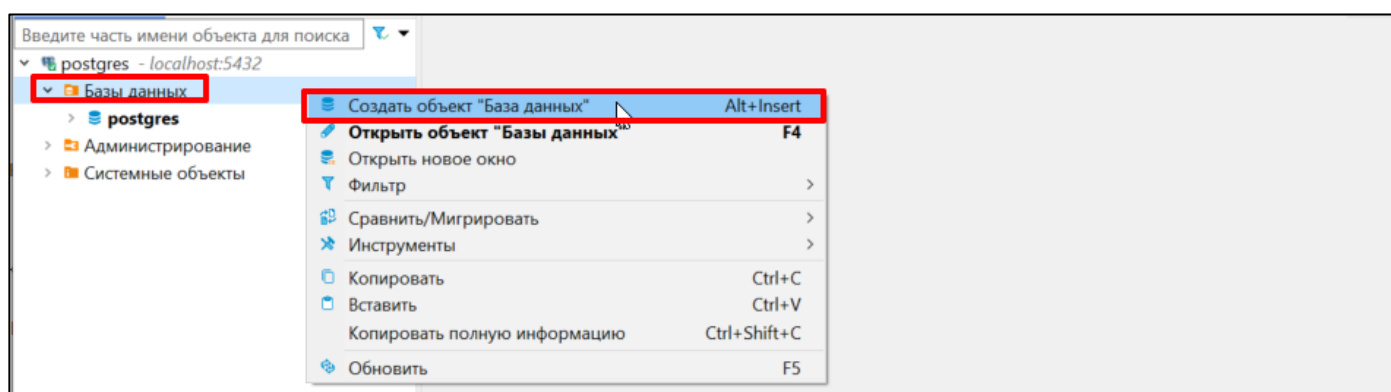 Введите часть имени объекта для поиска
postgres - localhost:5432
Базы данных
postgres
Администрирование
Системные объекты
Создать объект "База данных" Alt+Insert
Открыть объект "Базы данных" F4
Открыть новое окно
Фильтр
Сравнить/Мигрировать
Инструменты
Копировать Ctrl+C
Вставить Ctrl+V
Копировать полную информацию Ctrl+Shift+C
Обновить F5